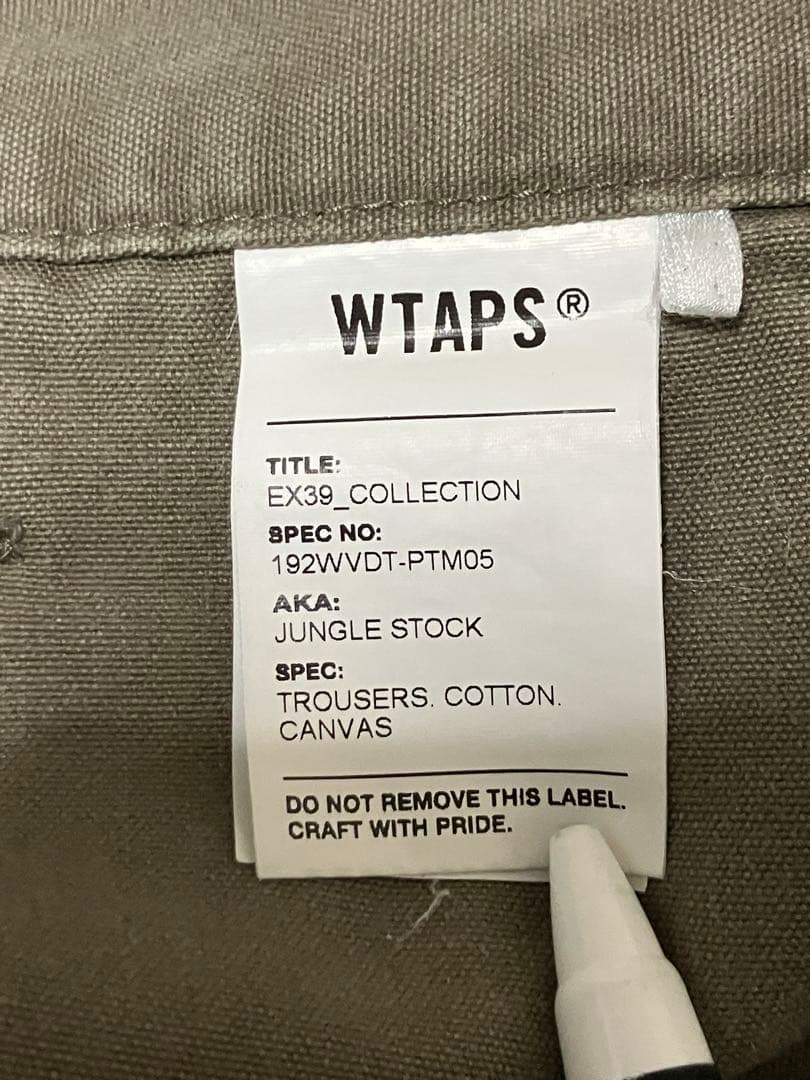 WTAPS®
TITLE:
EX39_COLLECTION
SPEC NO:
192WVDT-PTM05
AKA:
JUNGLE STOCK
SPEC:
TROUSERS. COTTON.
CANVAS
DO NOT REMOVE THIS LABEL.
CRAFT WITH PRIDE.